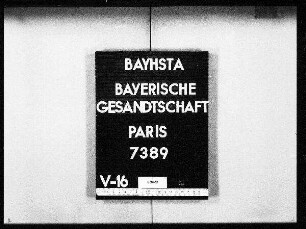 BAYHSTA
BAYERISCHE
GESANDTSCHAFT
PARIS
7389
V-16